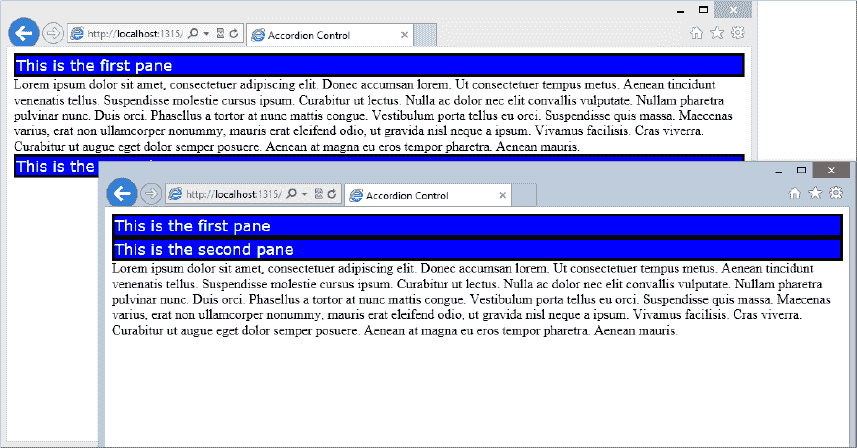 http://localhost:1315/
Accordion Control
This is the first pane
Lorem ipsum dolor sit amet, consectetuer adipiscing elit. Donec accumsan lorem. Ut consectetuer tempus metus. Aenean tincidunt
venenatis tellus. Suspendisse molestie cursus ipsum. Curabitur ut lectus. Nulla ac dolor nec elit convallis vulputate. Nullam pharetra
pulvinar nunc. Duis orci. Phasellus a tortor at nunc mattis congue. Vestibulum porta tellus eu orci. Suspendisse quis massa. Maecenas
varius, erat non ullamcorper nonummy, mauris erat eleifend odio, ut gravida nisl neque a ipsum. Vivamus facilisis. Cras viverra.
Curabitur ut augue eget dolor semper posuere. Aenean at magna eu eros tempor pharetra. Aenean mauris.
This is the
http://localhost:1315/
Accordion Control
This is the first pane
This is the second pane
Lorem ipsum dolor sit amet, consectetuer adipiscing elit. Donec accumsan lorem. Ut consectetuer tempus metus. Aenean tincidunt
venenatis tellus. Suspendisse molestie cursus ipsum. Curabitur ut lectus. Nulla ac dolor nec elit convallis vulputate. Nullam pharetra
pulvinar nunc. Duis orci. Phasellus a tortor at nunc mattis congue. Vestibulum porta tellus eu orci. Suspendisse quis massa. Maecenas
varius, erat non ullamcorper nonummy, mauris erat eleifend odio, ut gravida nisl neque a ipsum. Vivamus facilisis. Cras viverra.
Curabitur ut augue eget dolor semper posuere. Aenean at magna eu eros tempor pharetra. Aenean mauris.